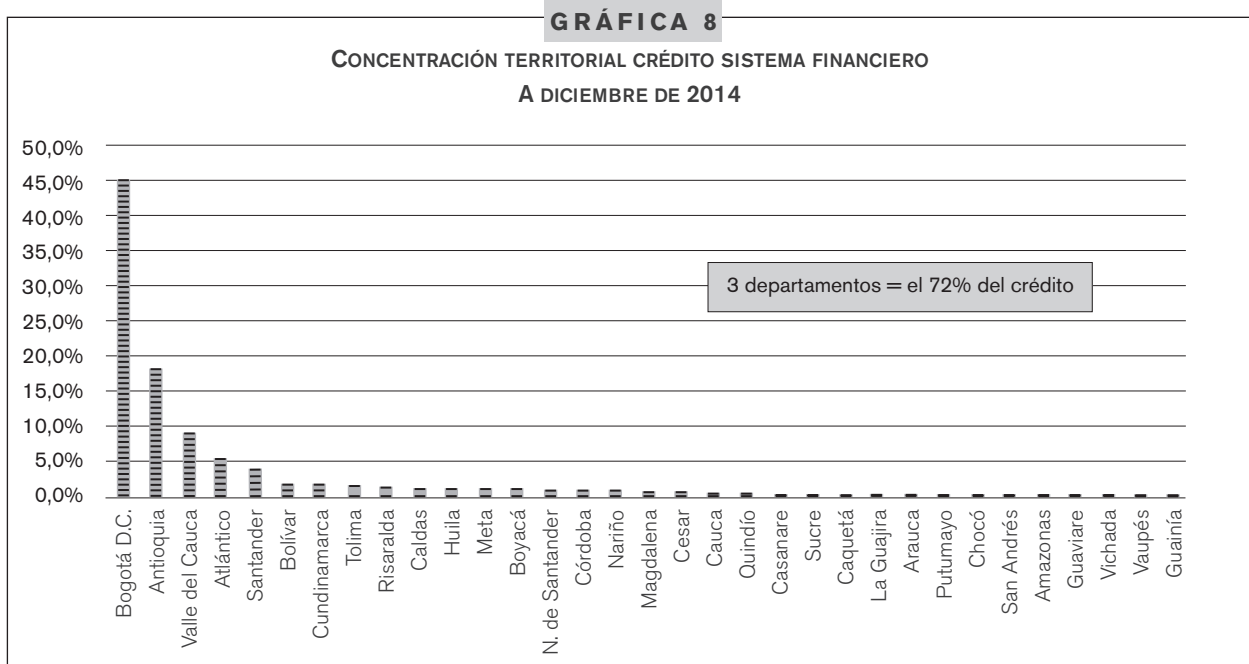 GRÁFICA 8
CONCENTRACIÓN TERRITORIAL CRÉDITO SISTEMA FINANCIERO
A DICIEMBRE DE 2014
50,0%
45,0%
40,0%
35,0%
30,0%
25,0%
20,0%
15,0%
10,0%
5,0%
0,0%
3 departamentos = el 72% del crédito
Bogotá D.C.
Antioquia
Valle del Cauca
Atlántico
Santander
Bolívar
Cundinamarca
Tolima
Risaralda
Caldas
Huila
Meta
Boyacá
N. de Santander
Córdoba
Nariño
Magdalena
Cesar
Cauca
Quindío
Casanare
Sucre
Caquetá
La Guajira
Arauca
Putumayo
Chocó
San Andrés
Amazonas
Guaviare
Vichada
Vaupés
Guainía